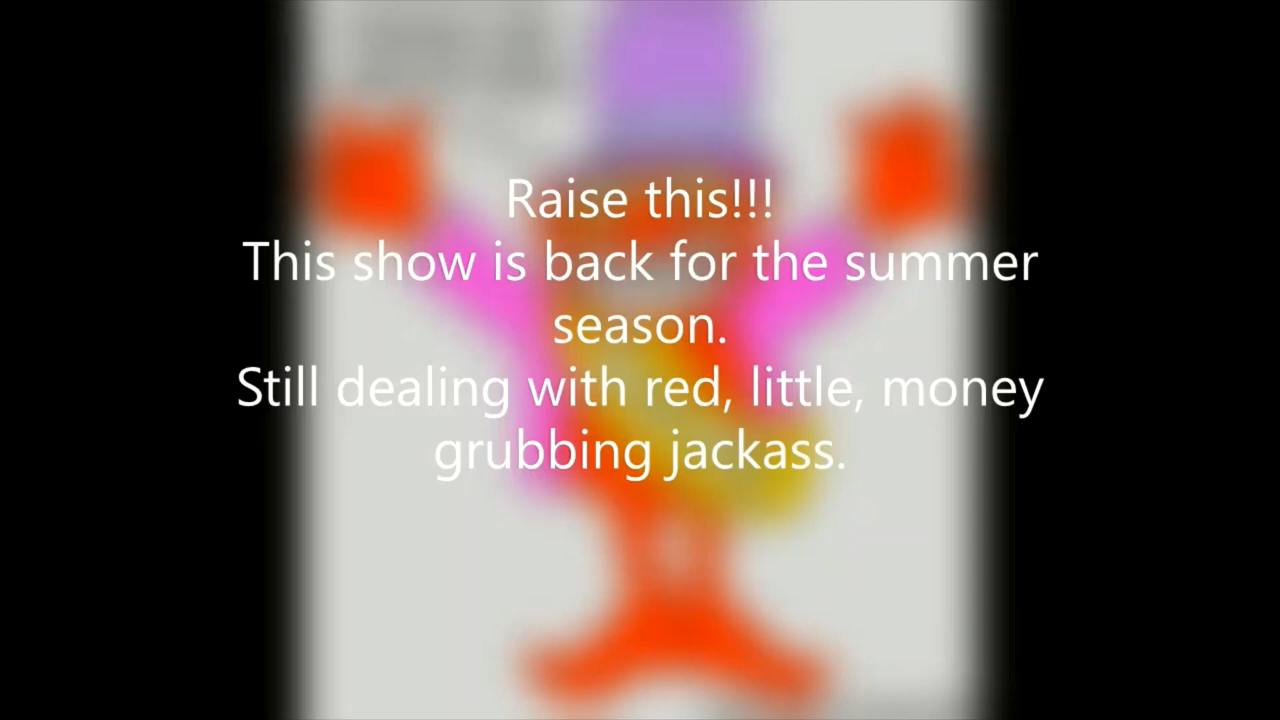 Raise this!!!
This show is back for the summer
season.
Still dealing with red, little, money
grubbing jackass.